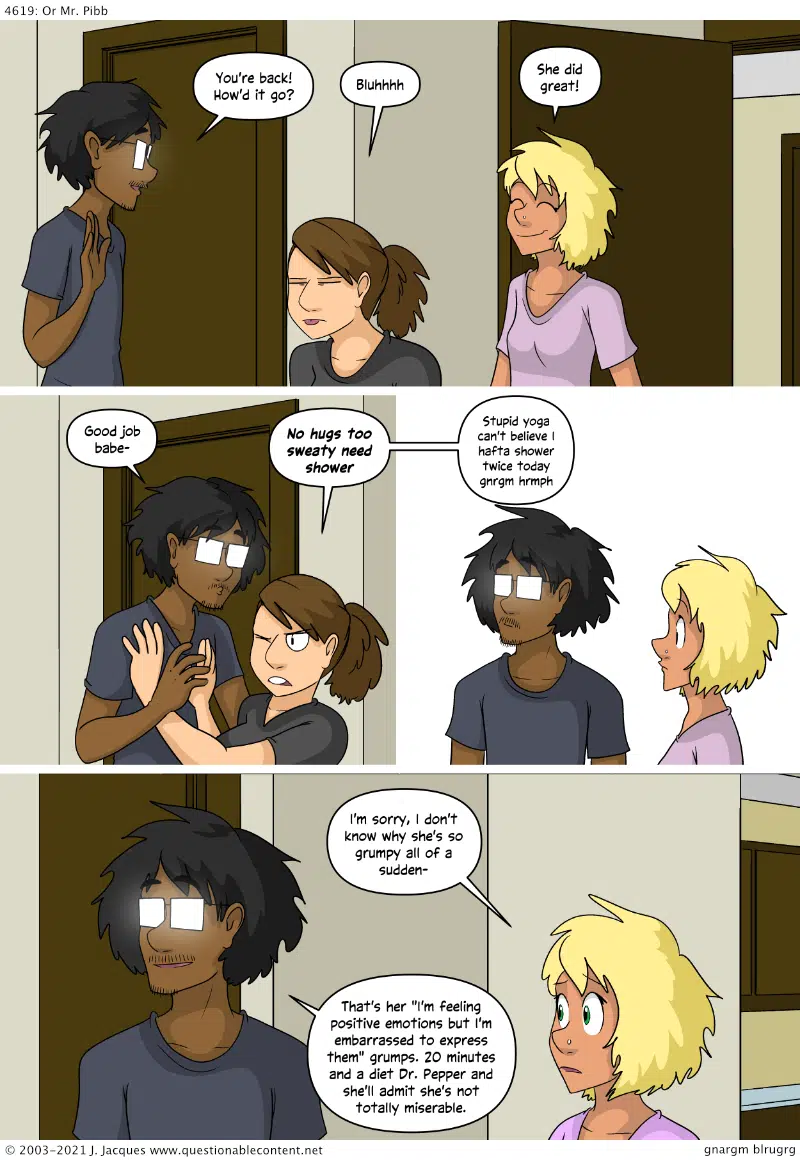 4619: Or Mr. Pibb
You're back!
How'd it go?
Bluhhhh
She did
great!
Good job
babe-
No hugs too
sweaty need
shower
Stupid yoga
can't believe I
hafta shower
twice today
gnrgm hrmph
I'm sorry, I don't
know why she's so
grumpy all of a
sudden-
That's her "I'm feeling
positive emotions but I'm
embarrassed to express
them" grumps. 20 minutes
and a diet Dr. Pepper and
she'll admit she's not
totally miserable.
© 2003-2021 J. Jacques www.questionablecontent.net
gnargm blrugrg